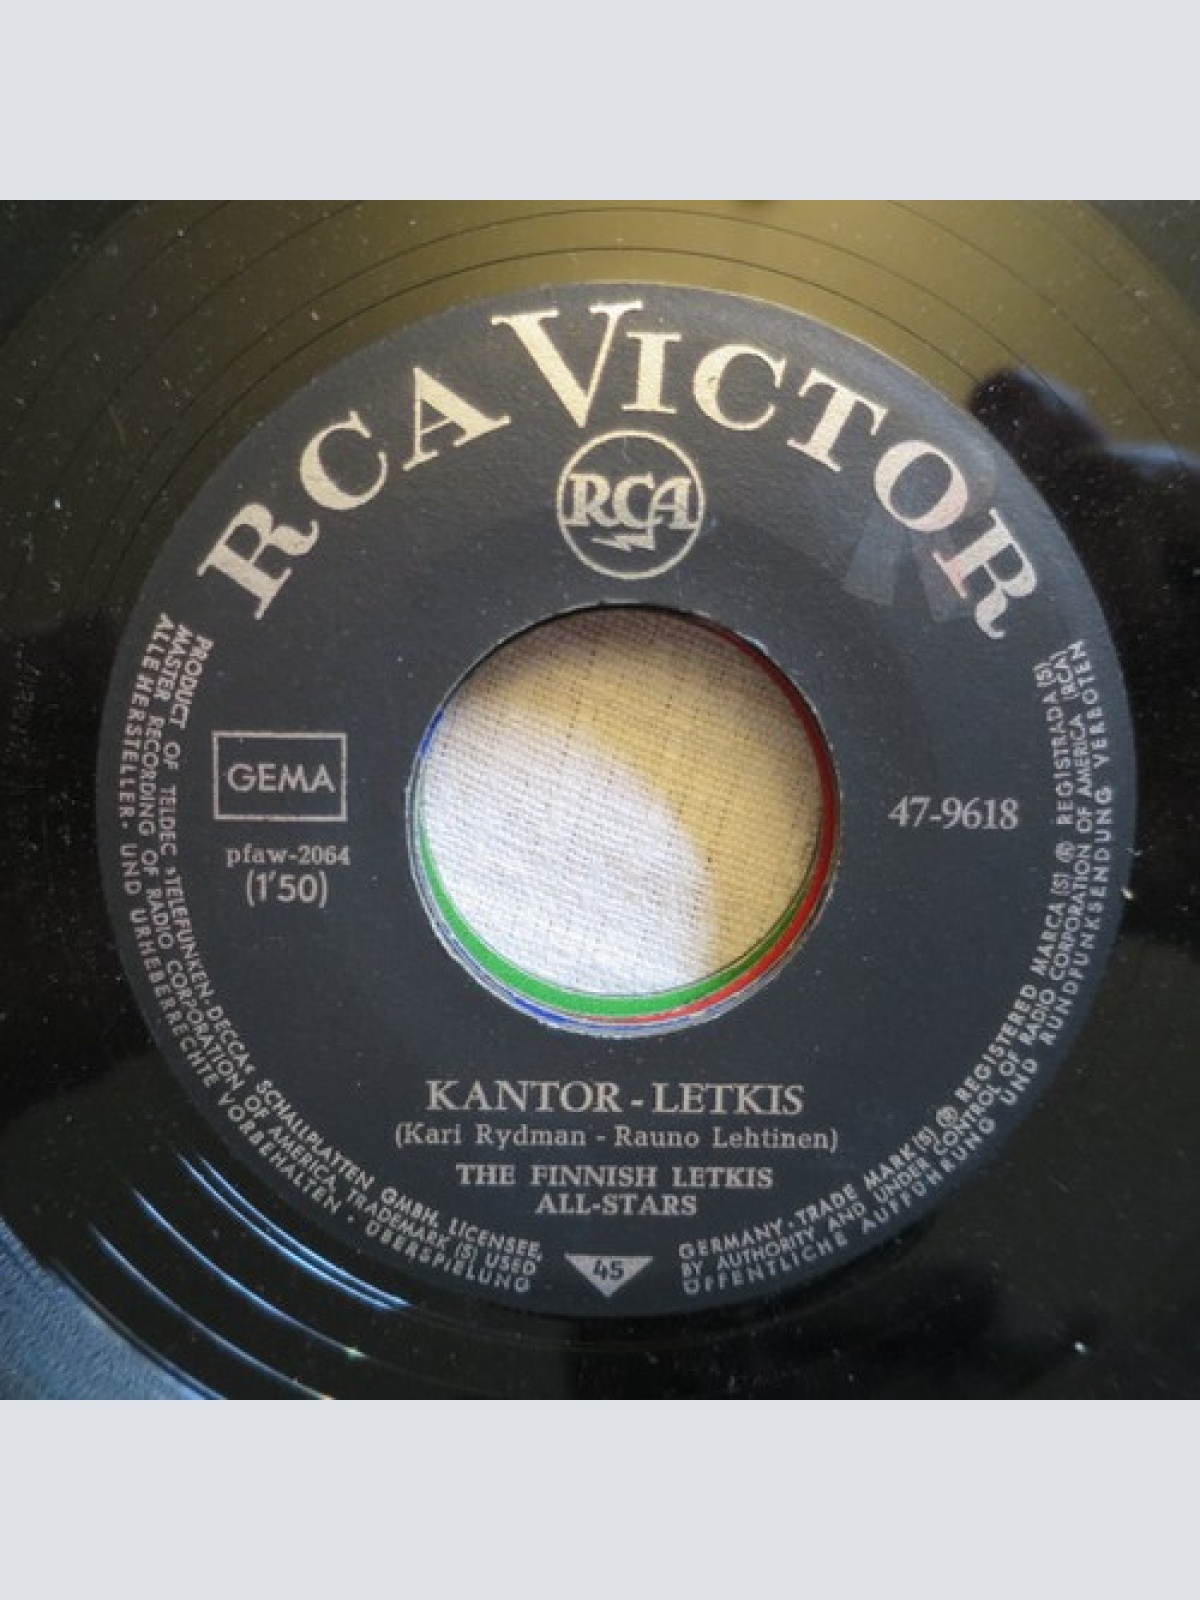 RCA VICTOR
RCA
GEMA
pfaw-2064
(1'50)
47-9618
KANTOR - LETKIS
(Kari Rydman - Rauno Lehtinen)
THE FINNISH LETKIS
ALL-STARS
45
PRODUCT OF TELDEC »TELEFUNKEN-DECCA« SCHALLPLATTEN GMBH, LICENSEE, GERMANY · TRADE MARK (S) ® REGISTERED MARCA (S) ® REGISTRADA (S)
MASTER RECORDING OF RADIO CORPORATION OF AMERICA, TRADEMARK (S) USED BY AUTHORITY AND UNDER CONTROL OF RADIO CORPORATION OF AMERICA (RCA)
ALLE HERSTELLER- UND URHEBERRECHTE VORBEHALTEN · ÜBERSPIELUNG ÖFFENTLICHE AUFFÜHRUNG UND RUNDFUNKSENDUNG VERBOTEN